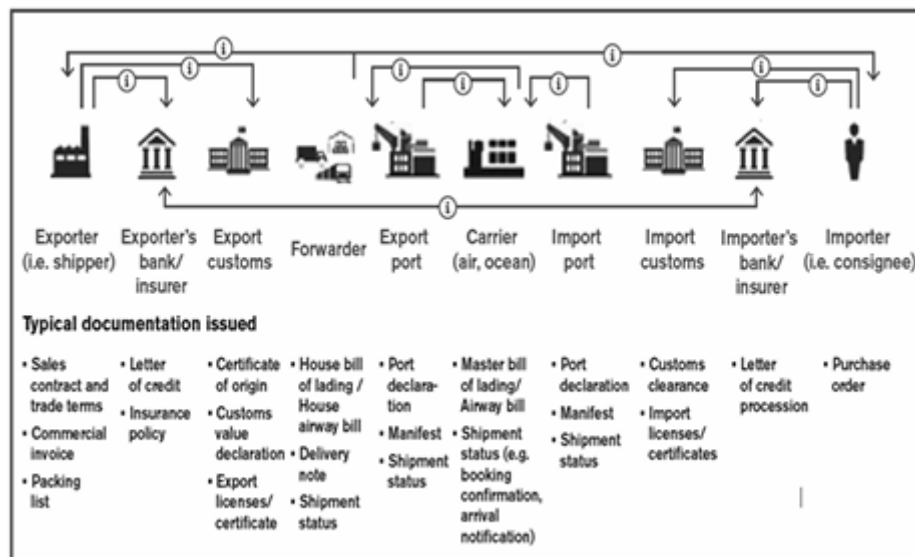 Exporter
(i.e. shipper)
Exporter's
bank/
insurer
Export
customs
Forwarder
Export
port
Carrier
(air, ocean)
Import
port
Import
customs
Importer's
bank/
insurer
Importer
(i.e. consignee)
Typical documentation issued
▪ Sales
contract and
trade terms
▪ Commercial
invoice
▪ Packing
list
▪ Letter
of credit
▪ Insurance
policy
▪ Certificate
of origin
▪ Customs
value
declaration
▪ Export
licenses/
certificate
▪ House bill
of lading /
House
airway bill
▪ Delivery
note
▪ Shipment
status
▪ Port
declara-
tion
▪ Manifest
▪ Shipment
status
▪ Master bill
of lading/
Airway bill
▪ Shipment
status (e.g.
booking
confirmation,
arrival
notification)
▪ Port
declaration
▪ Manifest
▪ Shipment
status
▪ Customs
clearance
▪ Import
licenses/
certificates
▪ Letter
of credit
procession
▪ Purchase
order